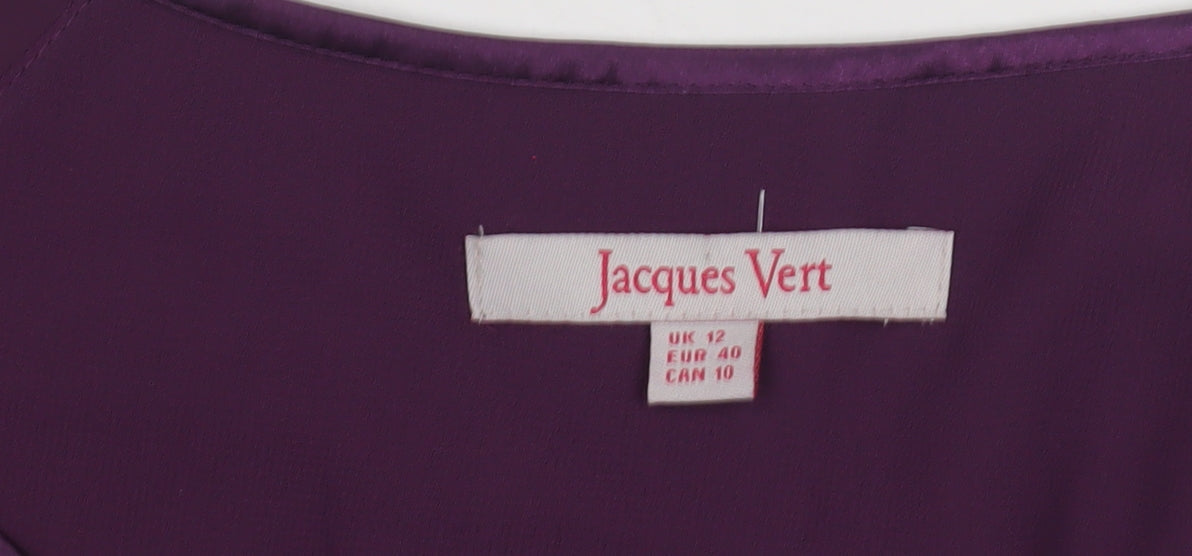 Jacques Vert
UK 12
EUR 40
CAN 10